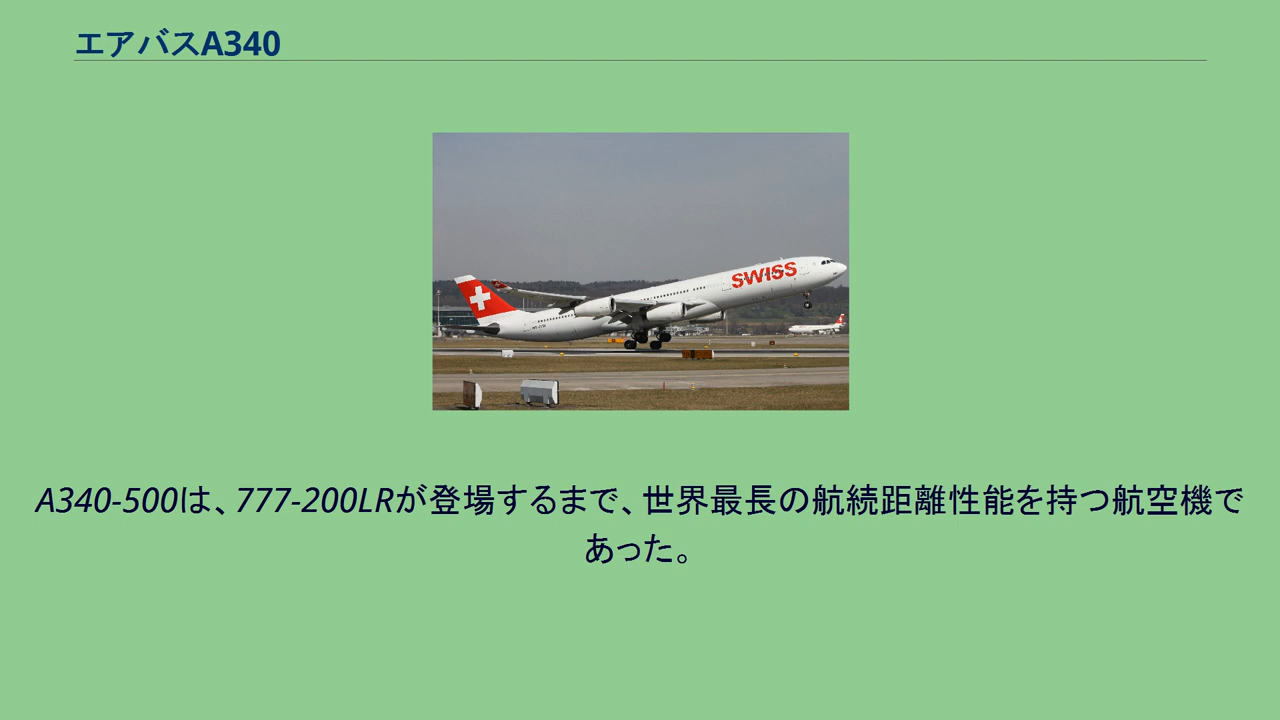 エアバスA340
SWISS
A340-500は、777-200LRが登場するまで、世界最長の航続距離性能を持つ航空機で
あった。